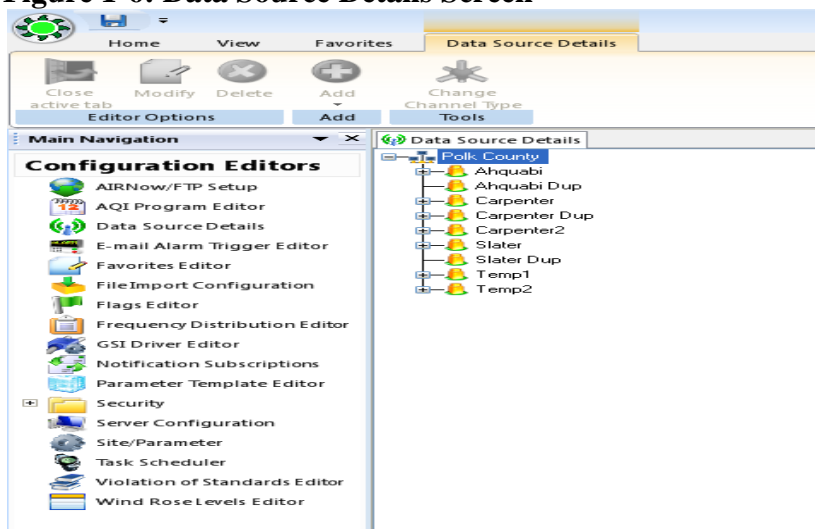 Figure 1-6: Data Source Details Screen
Home View Favorites Data Source Details
Close active tab Modify Delete Add Change Channel Type
Editor Options Add Tools
Main Navigation
Data Source Details
Configuration Editors
AIRNow/FTP Setup
AQI Program Editor
Data Source Details
E-mail Alarm Trigger Editor
Favorites Editor
FileImport Configuration
Flags Editor
Frequency Distribution Editor
GSI Driver Editor
Notification Subscriptions
Parameter Template Editor
Security
Server Configuration
Site/Parameter
Task Scheduler
Violation of Standards Editor
Wind Rose Levels Editor
Polk County
Ahquabi
Ahquabi Dup
Carpenter
Carpenter Dup
Carpenter2
Slater
Slater Dup
Temp1
Temp2